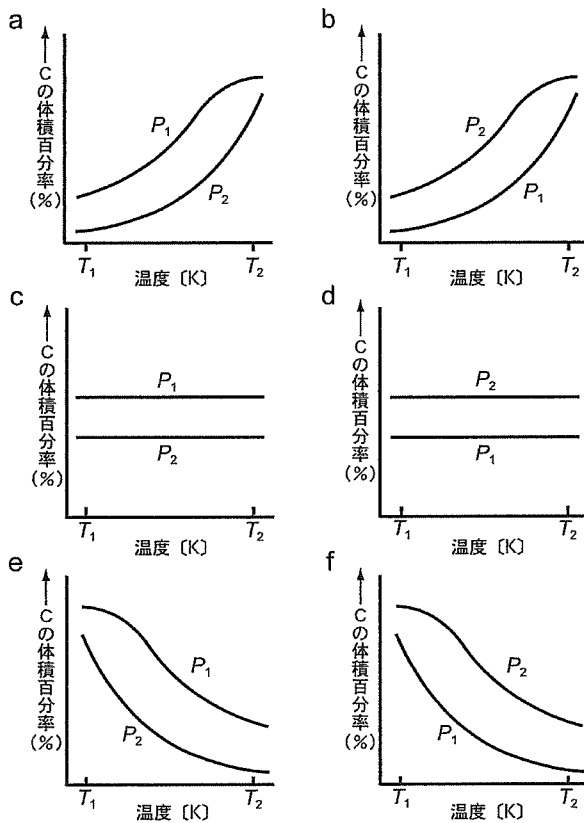 a
↑Cの体積百分率(%)
P₁
P₂
T₁ T₂
温度〔K〕
b
↑Cの体積百分率(%)
P₂
P₁
T₁ T₂
温度〔K〕
c
↑Cの体積百分率(%)
P₁
P₂
T₁ T₂
温度〔K〕
d
↑Cの体積百分率(%)
P₂
P₁
T₁ T₂
温度〔K〕
e
↑Cの体積百分率(%)
P₁
P₂
T₁ T₂
温度〔K〕
f
↑Cの体積百分率(%)
P₂
P₁
T₁ T₂
温度〔K〕